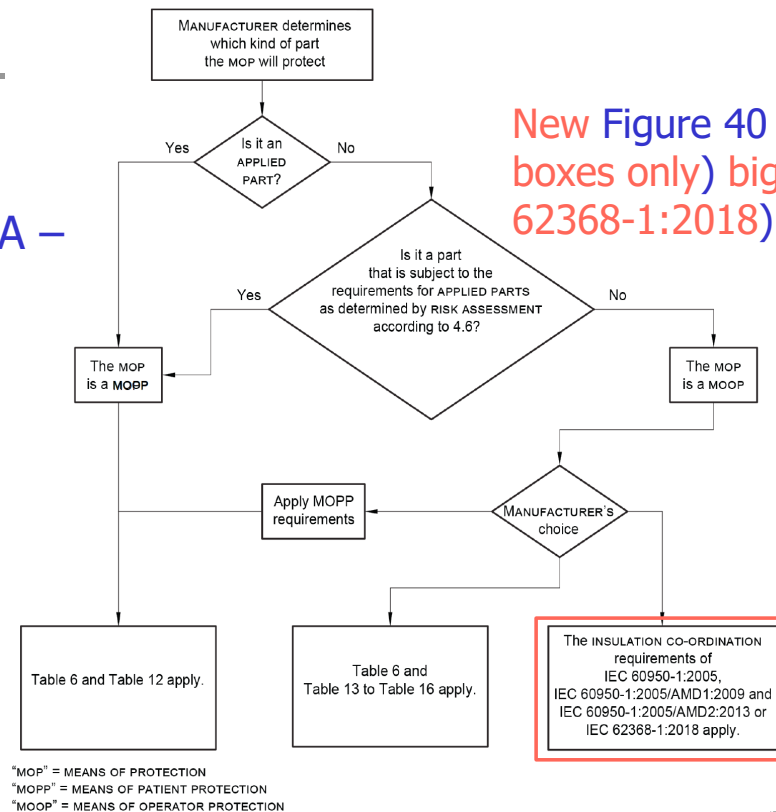 MANUFACTURER determines
which kind of part
the MOP will protect
New Figure 40
boxes only) big
62368-1:2018)
A –
Yes
Is it an
APPLIED
PART?
No
Is it a part
that is subject to the
requirements for APPLIED PARTS
as determined by RISK ASSESSMENT
according to 4.6?
Yes
No
The MOP
is a MOPP
The MOP
is a MOOP
Apply MOPP
requirements
MANUFACTURER'S
choice
Table 6 and Table 12 apply.
Table 6 and
Table 13 to Table 16 apply.
The INSULATION CO-ORDINATION
requirements of
IEC 60950-1:2005,
IEC 60950-1:2005/AMD1:2009 and
IEC 60950-1:2005/AMD2:2013 or
IEC 62368-1:2018 apply.
"MOP" = MEANS OF PROTECTION
"MOPP" = MEANS OF PATIENT PROTECTION
"MOOP" = MEANS OF OPERATOR PROTECTION